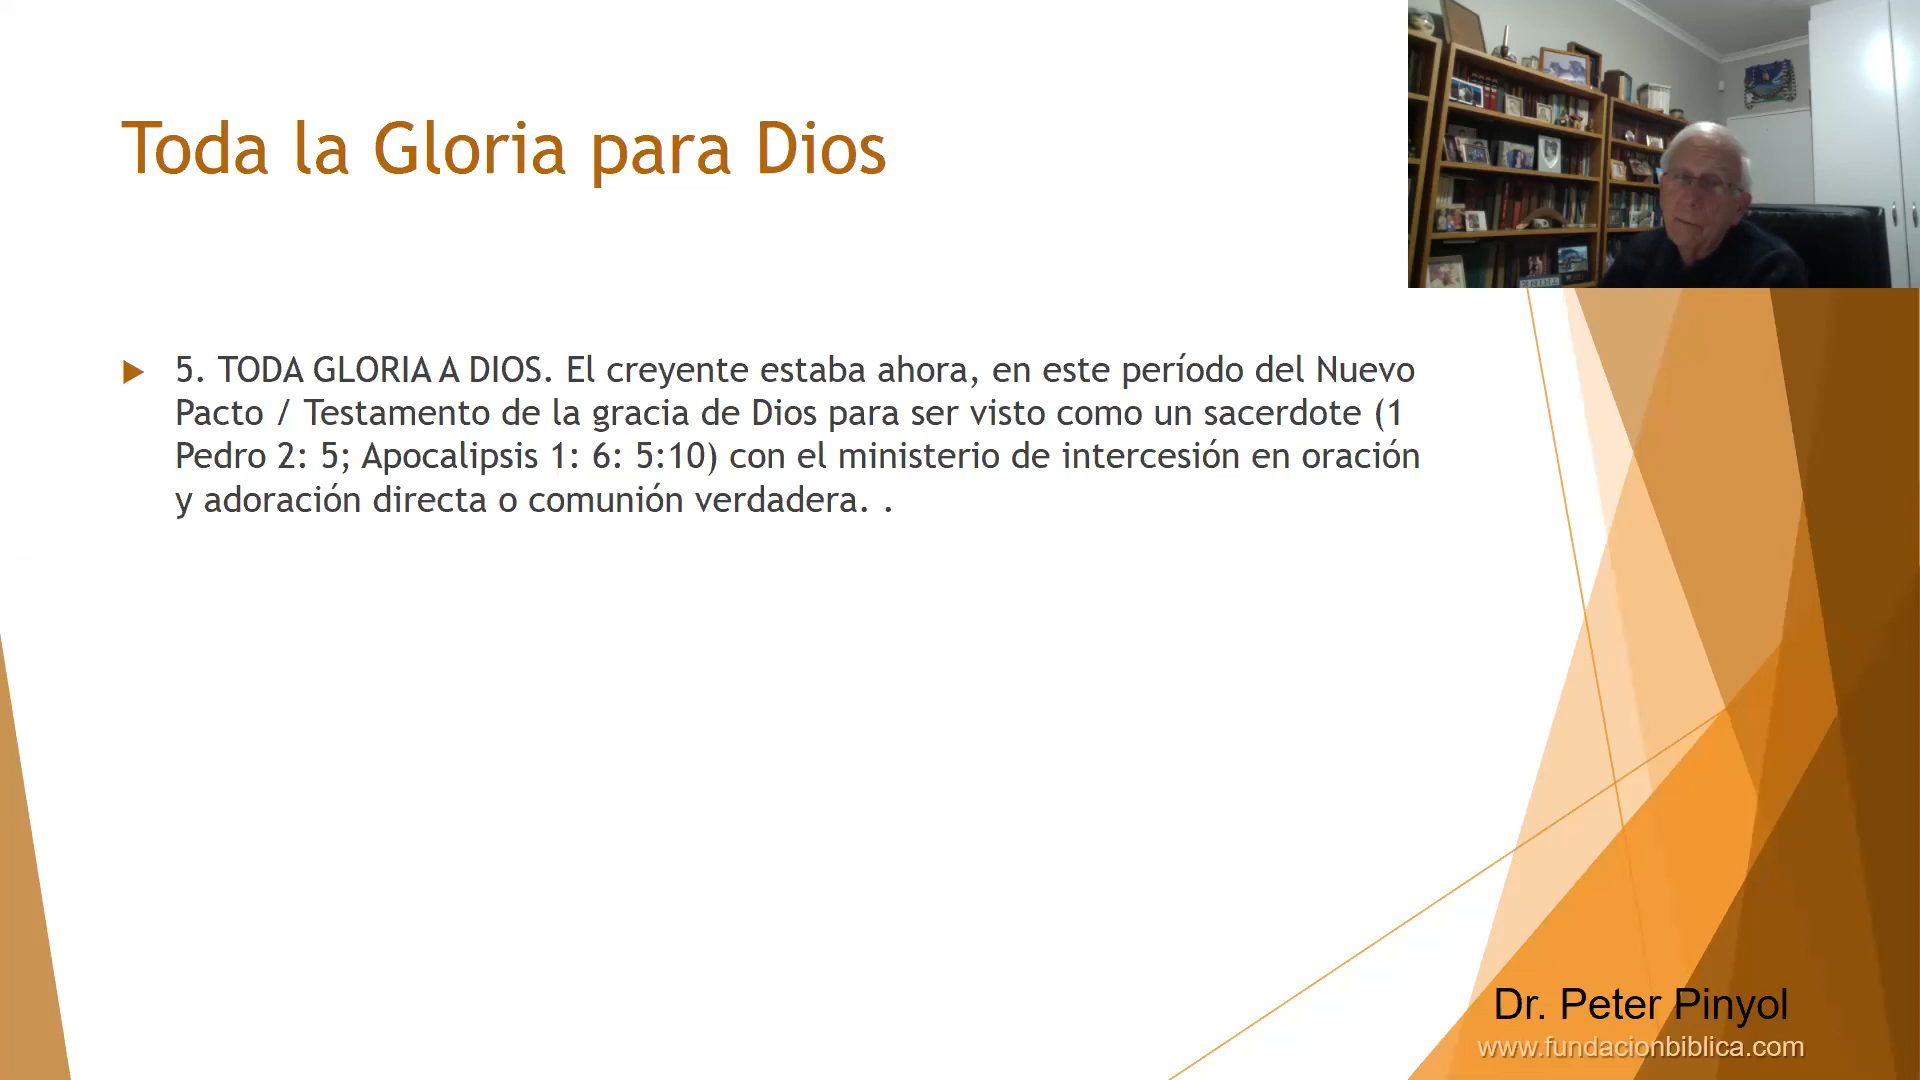 Toda la Gloria para Dios
5. TODA GLORIA A DIOS. El creyente estaba ahora, en este período del Nuevo
Pacto / Testamento de la gracia de Dios para ser visto como un sacerdote (1
Pedro 2: 5; Apocalipsis 1: 6: 5:10) con el ministerio de intercesión en oración
y adoración directa o comunión verdadera. .
Dr. Peter Pinyol
www.fundacionbiblica.com